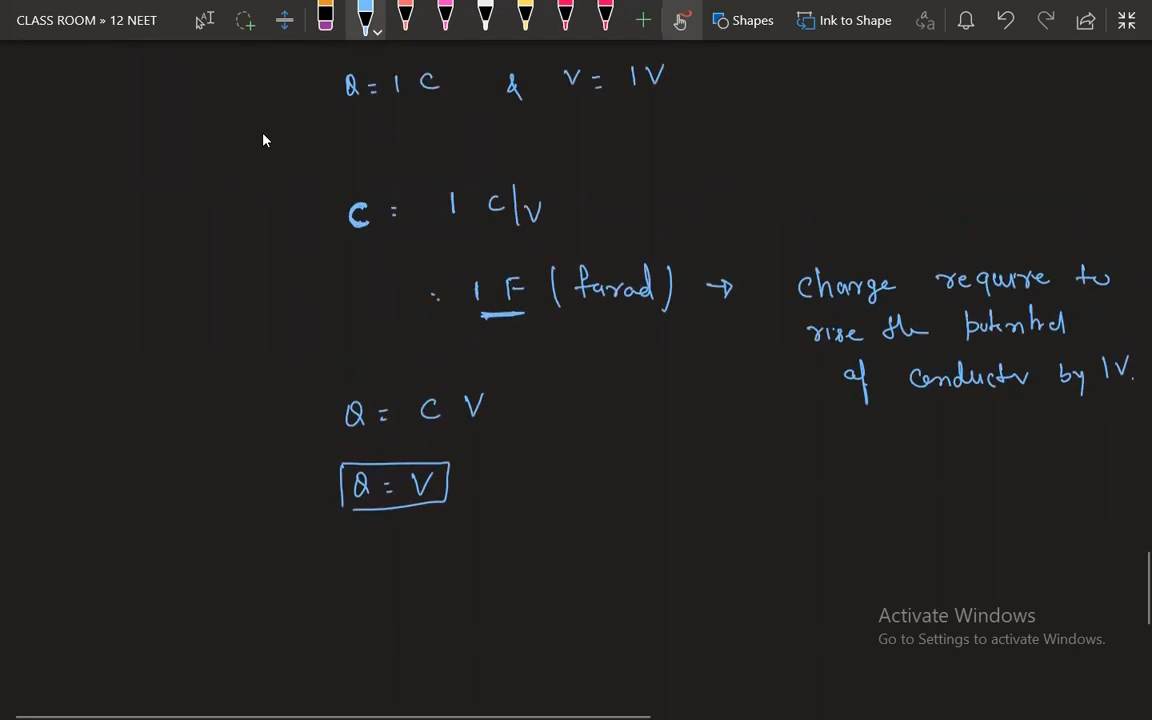 CLASS ROOM » 12 NEET
Shapes
Ink to Shape
Q = 1 C & V = 1 V
C = 1 C/V
= 1 F (farad) → charge require to
rise the potential
of conductor by 1V.
Q = C V
Q = V
Activate Windows
Go to Settings to activate Windows.